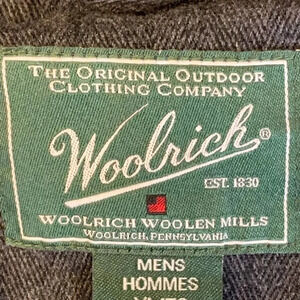 THE ORIGINAL OUTDOOR
CLOTHING COMPANY
Woolrich®
EST. 1830
WOOLRICH WOOLEN MILLS
WOOLRICH, PENNSYLVANIA
MENS
HOMMES